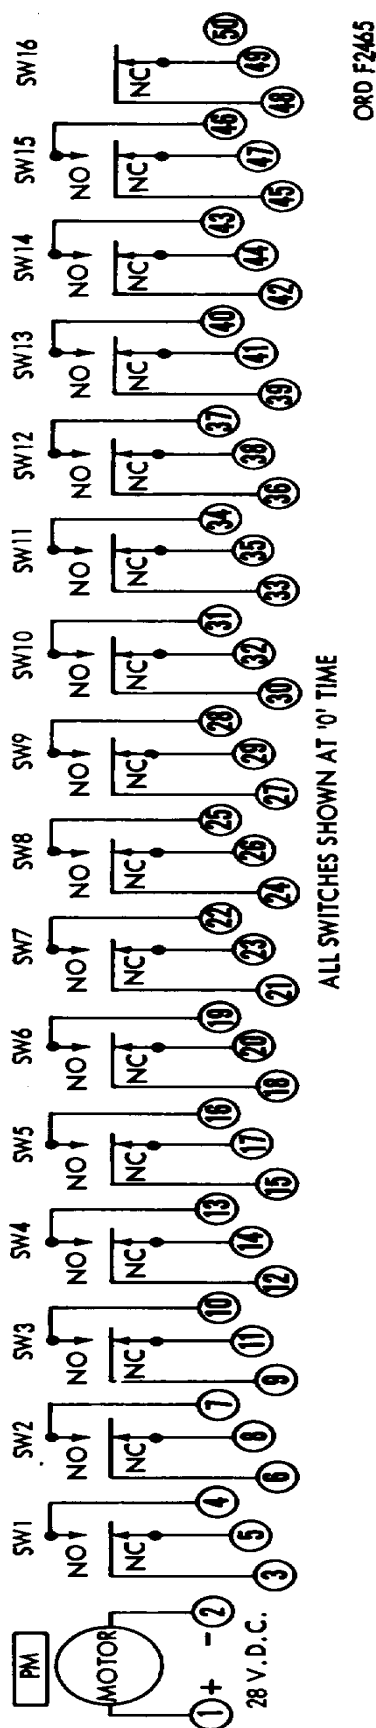 SW1 SW2 SW3 SW4 SW5 SW6 SW7 SW8 SW9 SW10 SW11 SW12 SW13 SW14 SW15 SW16
PM
NO NO NO NO NO NO NO NO NO NO NO NO NO NO NO
MOTOR
NC NC NC NC NC NC NC NC NC NC NC NC NC NC NC NC
2 4 7 10 13 16 19 22 25 28 31 34 37 40 43 46 50
1 + - 5 8 11 14 17 20 23 26 29 32 35 38 41 44 47 49
3 6 9 12 15 18 21 24 27 30 33 36 39 42 45 48
28 V.D.C.
ALL SWITCHES SHOWN AT '0' TIME
ORD F2465